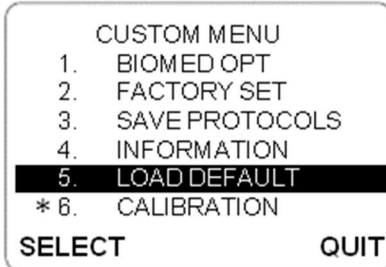 CUSTOM MENU
1. BIOMED OPT
2. FACTORY SET
3. SAVE PROTOCOLS
4. INFORMATION
5. LOAD DEFAULT
* 6. CALIBRATION
SELECT QUIT